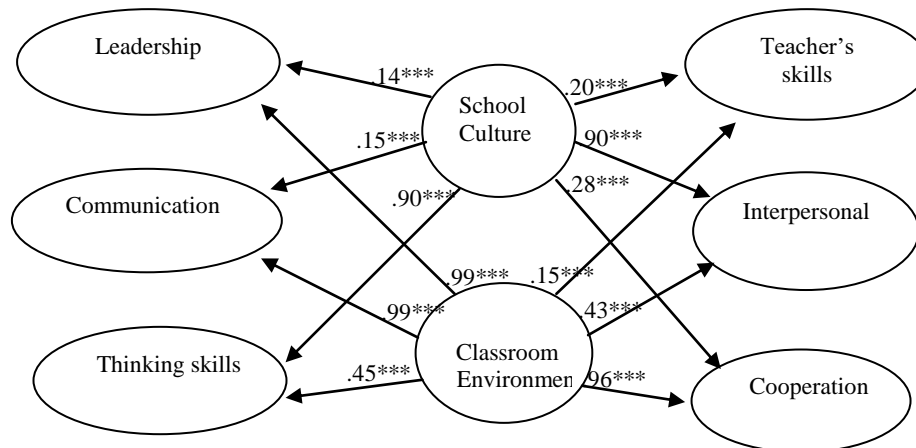 Leadership
Teacher's
skills
.14***
.20***
School
Culture
.15***
.90***
Communication
.90***
.28***
Interpersonal
.99***
.15***
.99***
.43***
Thinking skills
Classroom
Environmen
.45***
.96***
Cooperation